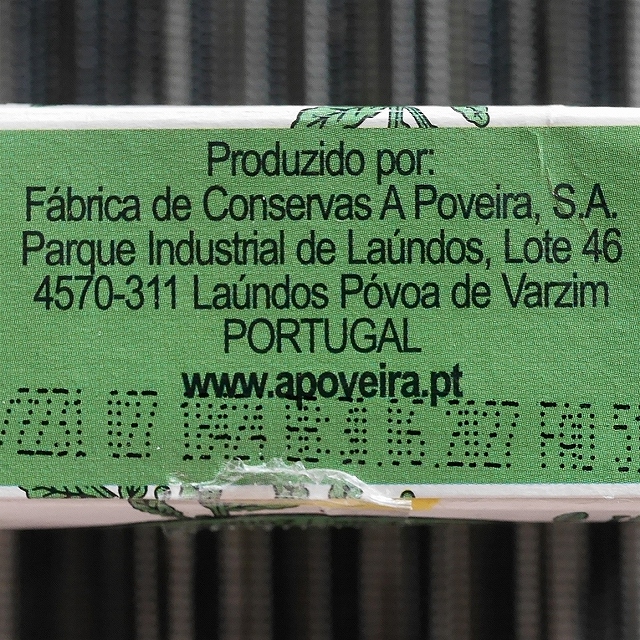 Produzido por:
Fábrica de Conservas A Poveira, S.A.
Parque Industrial de Laúndos, Lote 46
4570-311 Laúndos Póvoa de Varzim
PORTUGAL
www.apoveira.pt
2027